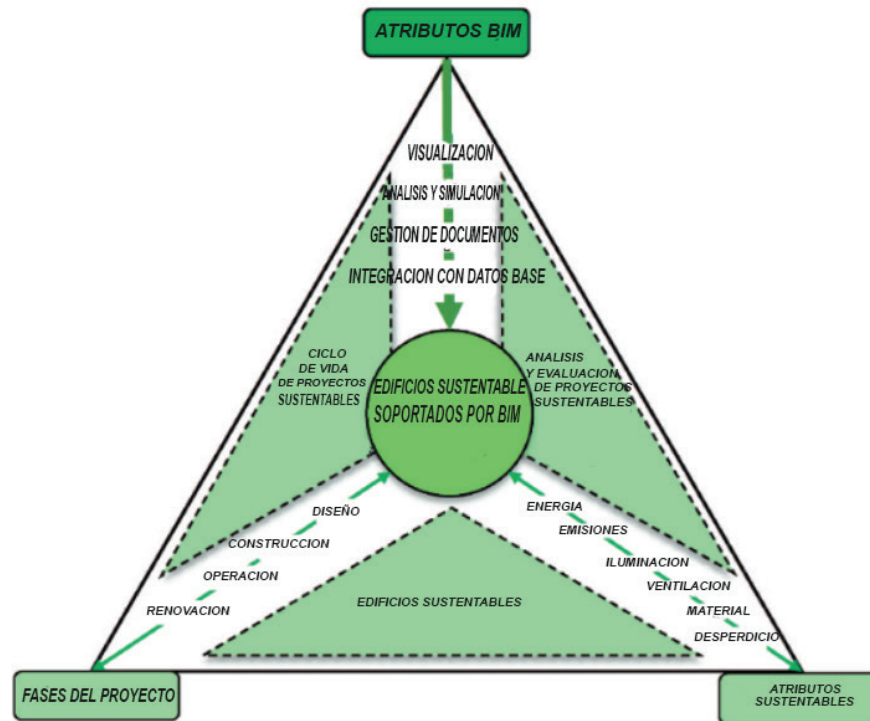 ATRIBUTOS BIM
VISUALIZACION
ANALISIS Y SIMULACION
GESTION DE DOCUMENTOS
INTEGRACION CON DATOS BASE
CICLO
DE VIDA
DE PROYECTOS
SUSTENTABLES
ANALISIS
Y EVALUACION
DE PROYECTOS
SUSTENTABLES
EDIFICIOS SUSTENTABLE
SOPORTADOS POR BIM
DISEÑO
CONSTRUCCION
OPERACION
RENOVACION
ENERGIA
EMISIONES
ILUMINACION
VENTILACION
MATERIAL
DESPERDICIO
EDIFICIOS SUSTENTABLES
FASES DEL PROYECTO
ATRIBUTOS
SUSTENTABLES